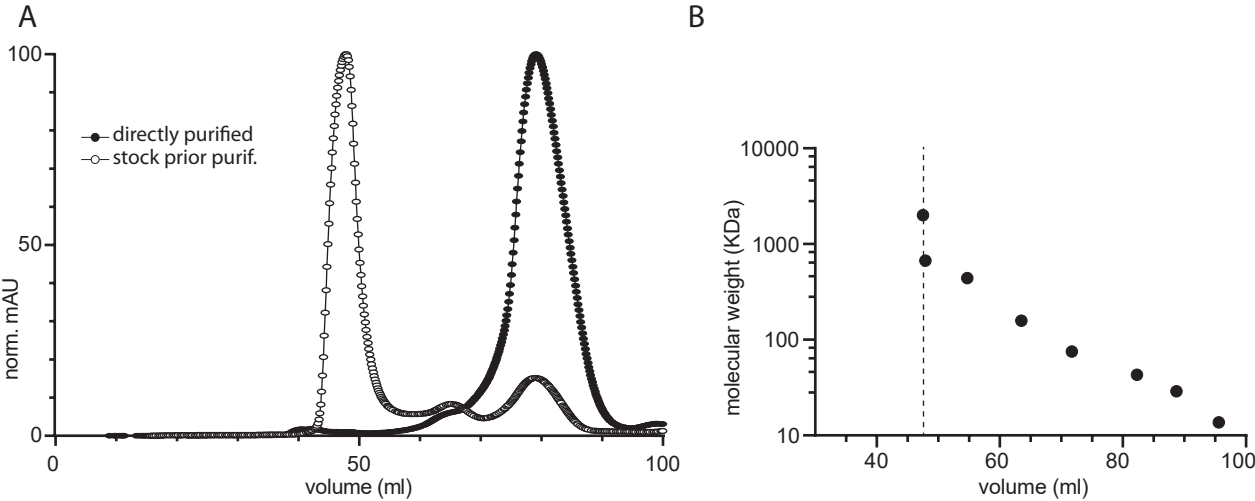 A
100
50
0
norm. mAU
directly purified
stock prior purif.
0
50
100
volume (ml)
B
10000
1000
100
10
molecular weight (KDa)
40
60
80
100
volume (ml)